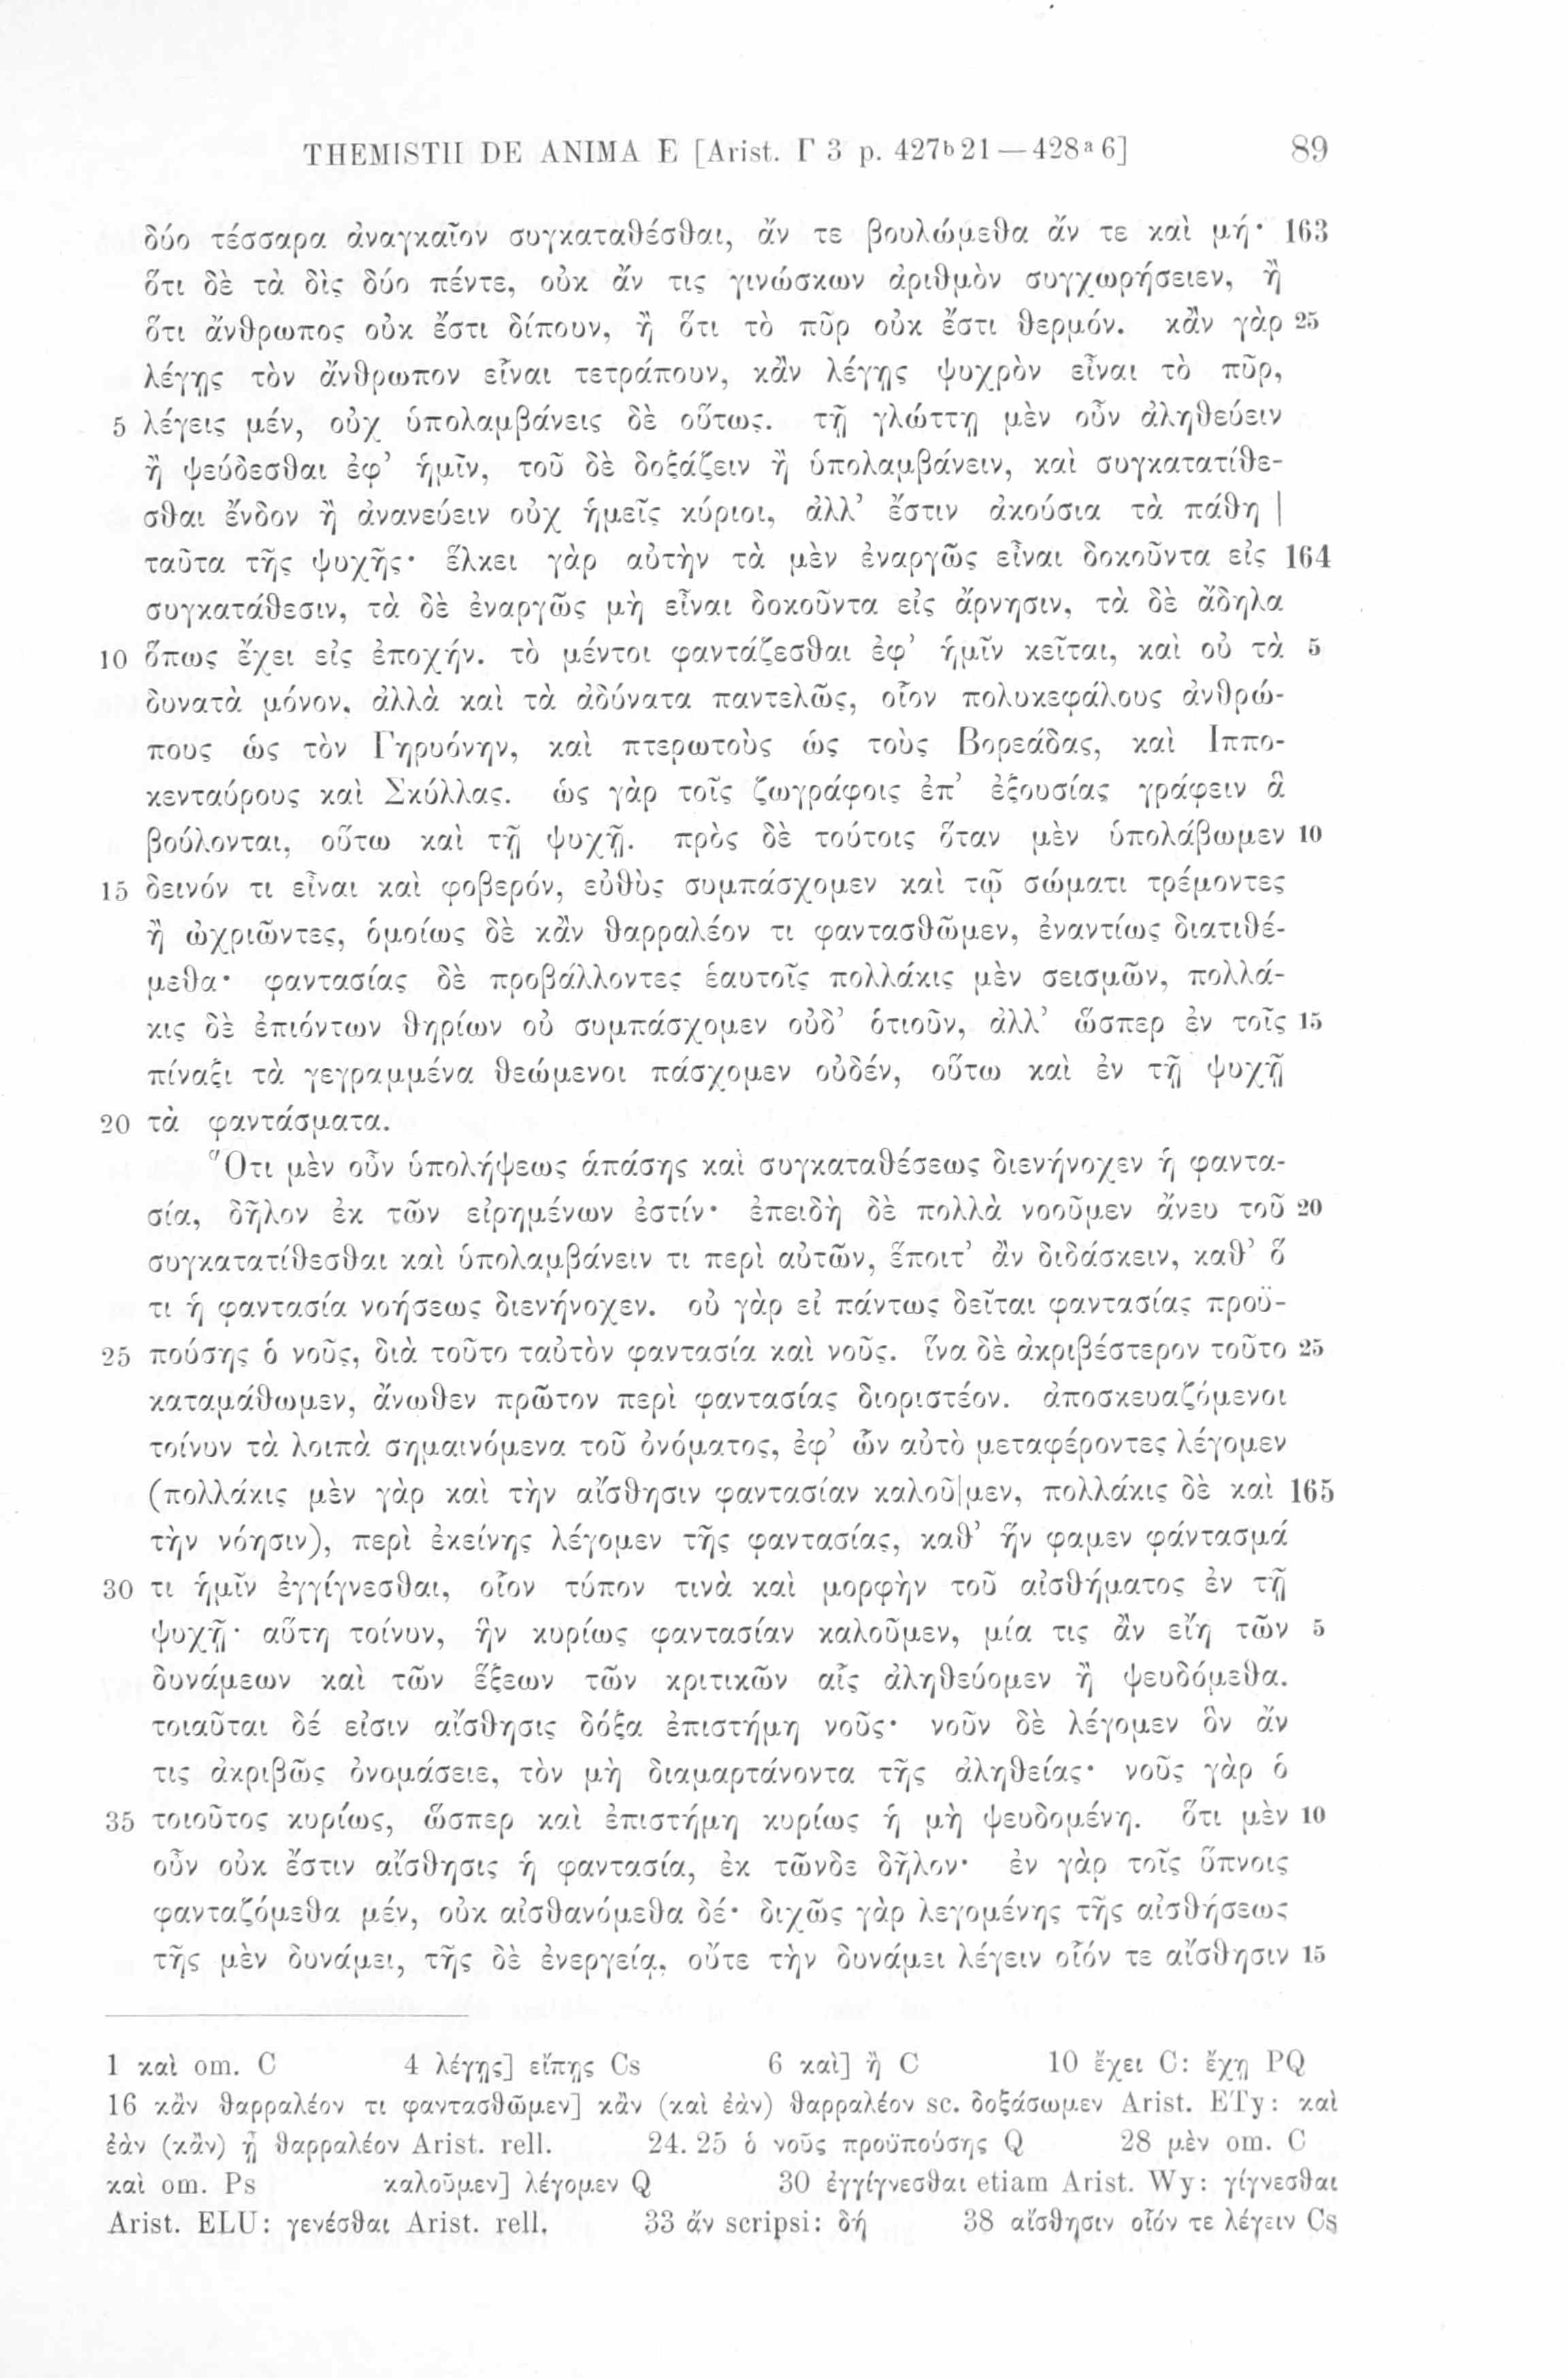 THEMISTII DE ANIMA E [Arist. Γ 3 p. 427ᵇ21—428ᵃ6] 89
δύο τέσσαρα ἀναγκαῖον συγκαταθέσθαι, ἄν τε βουλώμεθα ἄν τε καὶ μή· 163
ὅτι δὲ τὰ δὶς δύο πέντε, οὐκ ἄν τις γινώσκων ἀριθμὸν συγχωρήσειεν, ἢ
ὅτι ἄνθρωπος οὐκ ἔστι δίπουν, ἢ ὅτι τὸ πῦρ οὐκ ἔστι θερμόν. κἂν γὰρ 25
λέγῃς τὸν ἄνθρωπον εἶναι τετράπουν, κἂν λέγῃς ψυχρὸν εἶναι τὸ πῦρ,
5 λέγεις μέν, οὐχ ὑπολαμβάνεις δὲ οὕτως. τῇ γλώττῃ μὲν οὖν ἀληθεύειν
ἢ ψεύδεσθαι ἐφ’ ἡμῖν, τοῦ δὲ δοξάζειν ἢ ὑπολαμβάνειν, καὶ συγκατατίθε-
σθαι ἔνδον ἢ ἀνανεύειν οὐχ ἡμεῖς κύριοι, ἀλλ’ ἔστιν ἀκούσια τὰ πάθη |
ταῦτα τῆς ψυχῆς· ἕλκει γὰρ αὐτὴν τὰ μὲν ἐναργῶς εἶναι δοκοῦντα εἰς 164
συγκατάθεσιν, τὰ δὲ ἐναργῶς μὴ εἶναι δοκοῦντα εἰς ἄρνησιν, τὰ δὲ ἄδηλα
10 ὅπως ἔχει εἰς ἐποχήν. τὸ μέντοι φαντάζεσθαι ἐφ’ ἡμῖν κεῖται, καὶ οὐ τὰ 5
δυνατὰ μόνον, ἀλλὰ καὶ τὰ ἀδύνατα παντελῶς, οἷον πολυκεφάλους ἀνθρώ-
πους ὡς τὸν Γηρυόνην, καὶ πτερωτοὺς ὡς τοὺς Βορεάδας, καὶ Ἱππο-
κενταύρους καὶ Σκύλλας. ὡς γὰρ τοῖς ζωγράφοις ἐπ’ ἐξουσίας γράφειν ἃ
βούλονται, οὕτω καὶ τῇ ψυχῇ. πρὸς δὲ τούτοις ὅταν μὲν ὑπολάβωμεν 10
15 δεινόν τι εἶναι καὶ φοβερόν, εὐθὺς συμπάσχομεν καὶ τῷ σώματι τρέμοντες
ἢ ὠχριῶντες, ὁμοίως δὲ κἂν θαρραλέον τι φαντασθῶμεν, ἐναντίως διατιθέ-
μεθα· φαντασίας δὲ προβάλλοντες ἑαυτοῖς πολλάκις μὲν σεισμῶν, πολλά-
κις δὲ ἐπιόντων θηρίων οὐ συμπάσχομεν οὐδ’ ὁτιοῦν, ἀλλ’ ὥσπερ ἐν τοῖς 15
πίναξι τὰ γεγραμμένα θεώμενοι πάσχομεν οὐδέν, οὕτω καὶ ἐν τῇ ψυχῇ
20 τὰ φαντάσματα.
Ὅτι μὲν οὖν ὑπολήψεως ἁπάσης καὶ συγκαταθέσεως διενήνοχεν ἡ φαντα-
σία, δῆλον ἐκ τῶν εἰρημένων ἐστίν· ἐπειδὴ δὲ πολλὰ νοοῦμεν ἄνευ τοῦ 20
συγκατατίθεσθαι καὶ ὑπολαμβάνειν τι περὶ αὐτῶν, ἕποιτ’ ἂν διδάσκειν, καθ’ ὅ
τι ἡ φαντασία νοήσεως διενήνοχεν. οὐ γὰρ εἰ πάντως δεῖται φαντασίας προϋ-
25 πούσης ὁ νοῦς, διὰ τοῦτο ταὐτὸν φαντασία καὶ νοῦς. ἵνα δὲ ἀκριβέστερον τοῦτο 25
καταμάθωμεν, ἄνωθεν πρῶτον περὶ φαντασίας διοριστέον. ἀποσκευαζόμενοι
τοίνυν τὰ λοιπὰ σημαινόμενα τοῦ ὀνόματος, ἐφ’ ὧν αὐτὸ μεταφέροντες λέγομεν
(πολλάκις μὲν γὰρ καὶ τὴν αἴσθησιν φαντασίαν καλοῦ|μεν, πολλάκις δὲ καὶ 165
τὴν νόησιν), περὶ ἐκείνης λέγομεν τῆς φαντασίας, καθ’ ἥν φαμεν φάντασμά
30 τι ἡμῖν ἐγγίγνεσθαι, οἷον τύπον τινὰ καὶ μορφὴν τοῦ αἰσθήματος ἐν τῇ
ψυχῇ· αὕτη τοίνυν, ἣν κυρίως φαντασίαν καλοῦμεν, μία τις ἂν εἴη τῶν 5
δυνάμεων καὶ τῶν ἕξεων τῶν κριτικῶν αἷς ἀληθεύομεν ἢ ψευδόμεθα.
τοιαῦται δέ εἰσιν αἴσθησις δόξα ἐπιστήμη νοῦς· νοῦν δὲ λέγομεν ὃν ἄν
τις ἀκριβῶς ὀνομάσειε, τὸν μὴ διαμαρτάνοντα τῆς ἀληθείας· νοῦς γὰρ ὁ
35 τοιοῦτος κυρίως, ὥσπερ καὶ ἐπιστήμη κυρίως ἡ μὴ ψευδομένη. ὅτι μὲν 10
οὖν οὐκ ἔστιν αἴσθησις ἡ φαντασία, ἐκ τῶνδε δῆλον· ἐν γὰρ τοῖς ὕπνοις
φανταζόμεθα μέν, οὐκ αἰσθανόμεθα δέ· διχῶς γὰρ λεγομένης τῆς αἰσθήσεως
τῆς μὲν δυνάμει, τῆς δὲ ἐνεργείᾳ, οὔτε τὴν δυνάμει λέγειν οἷόν τε αἴσθησιν 15
1 καὶ om. C 4 λέγῃς] εἴπῃς Cs 6 καὶ] ἢ C 10 ἔχει C: ἔχῃ PQ
16 κἂν θαρραλέον τι φαντασθῶμεν] κἂν (καὶ ἐὰν) θαρραλέον sc. δοξάσωμεν Arist. ETy: καὶ
ἐὰν (κἂν) ᾖ θαρραλέον Arist. rell. 24. 25 ὁ νοῦς προϋπούσης Q 28 μὲν om. C
καὶ om. Ps καλοῦμεν] λέγομεν Q 30 ἐγγίγνεσθαι etiam Arist. Wy: γίγνεσθαι
Arist. ELU: γενέσθαι Arist. rell. 33 ἄν scripsi: δή 38 αἴσθησιν οἷόν τε λέγειν Cs